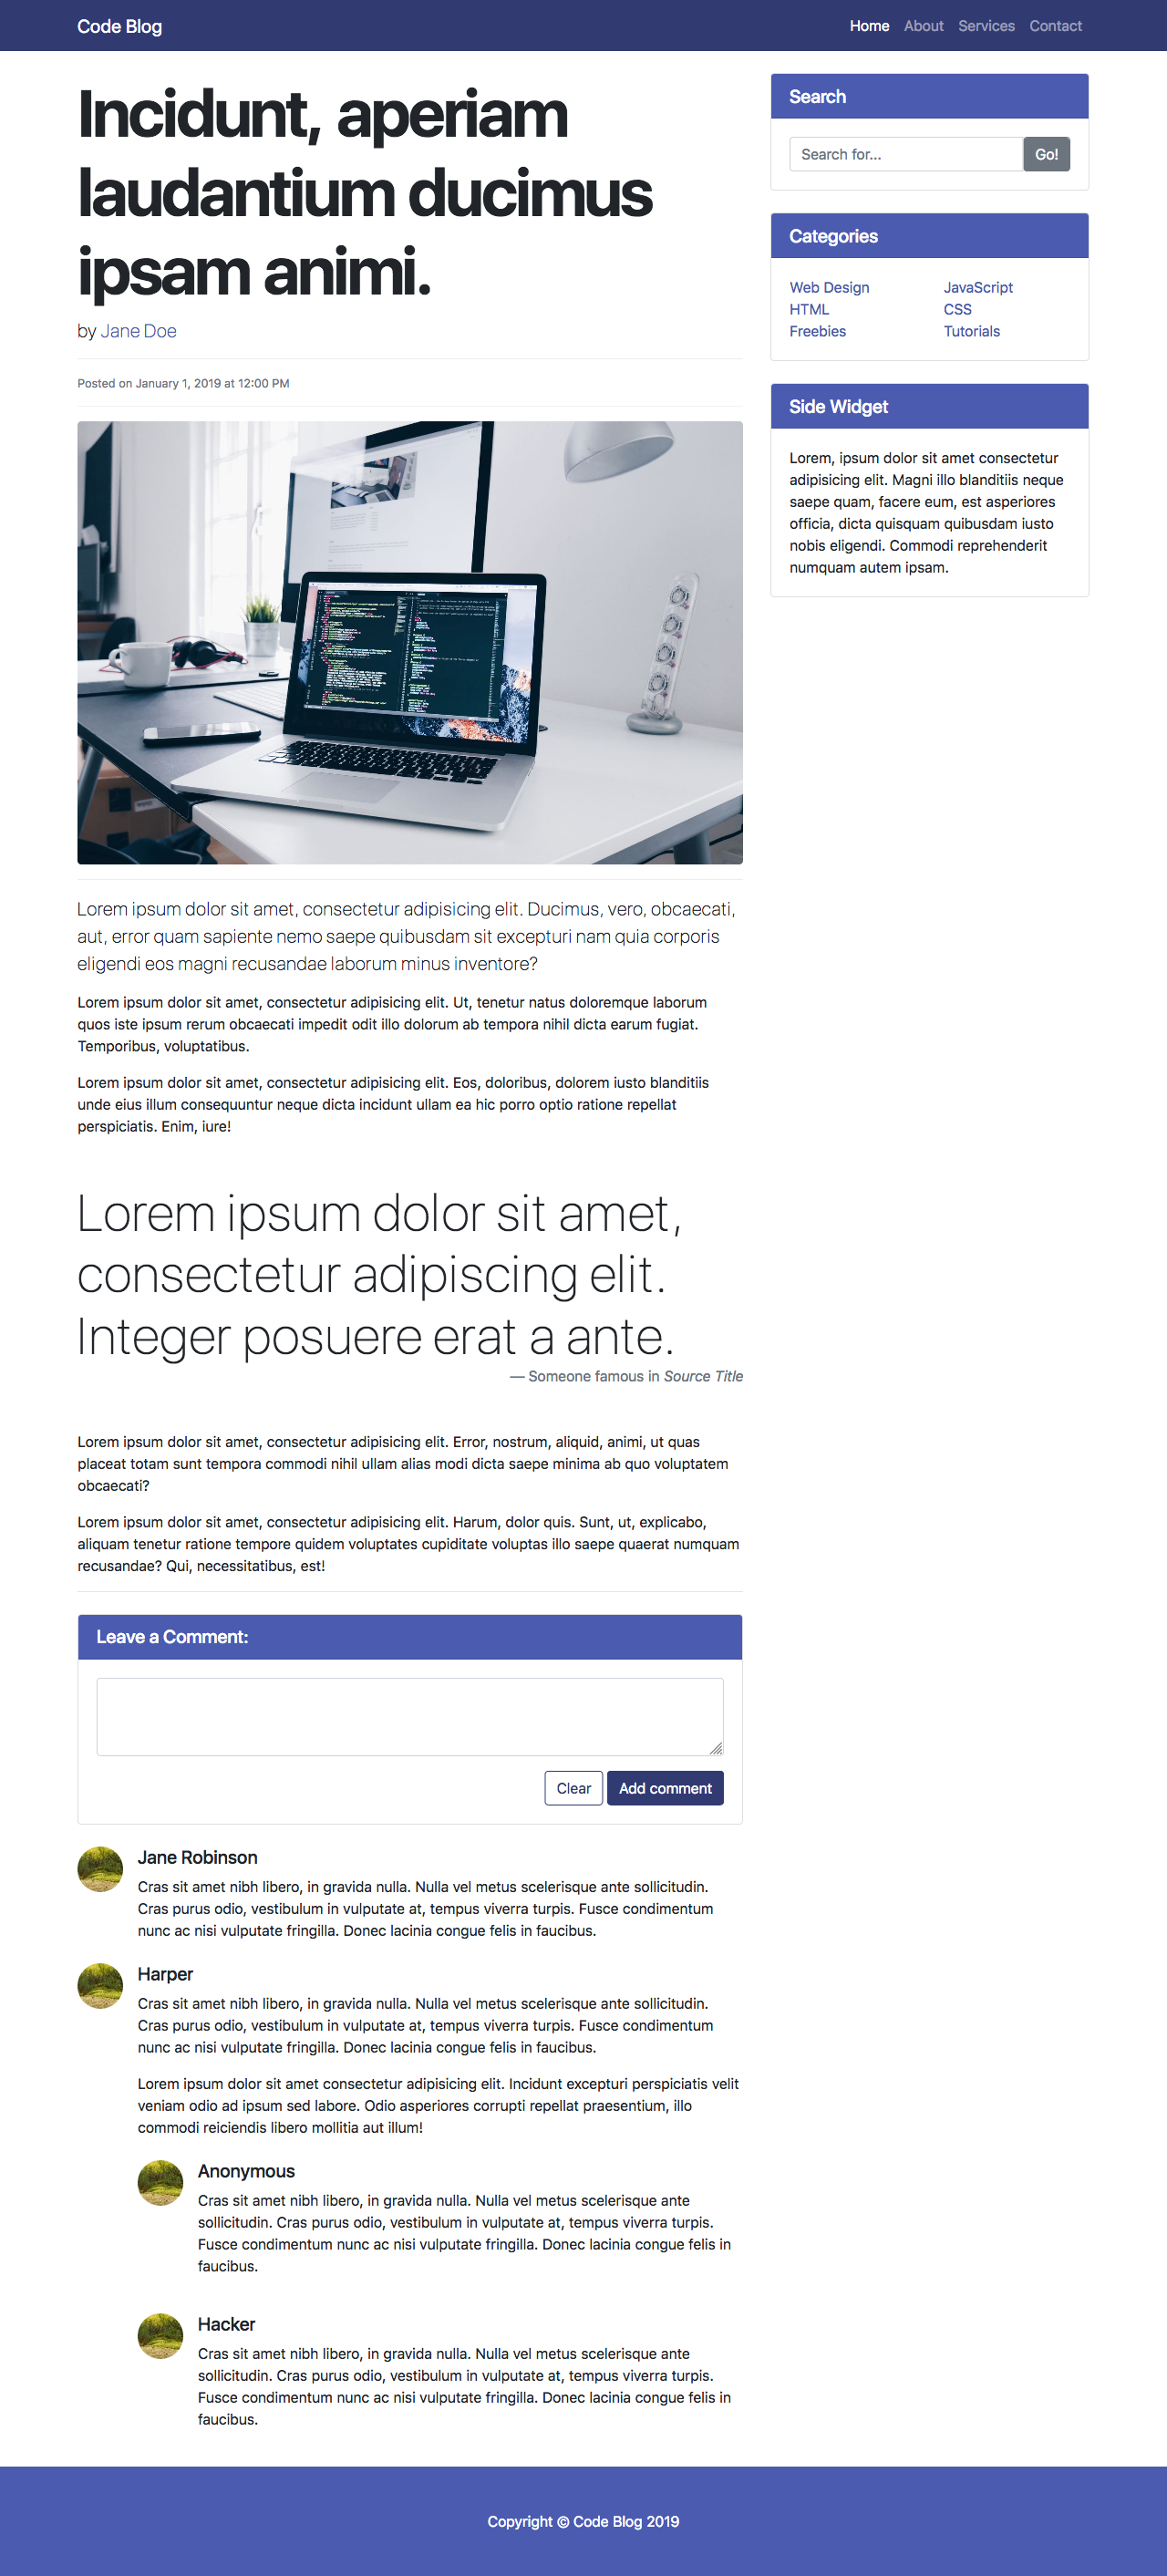 Code Blog
Home About Services Contact
Incidunt, aperiam
laudantium ducimus
ipsam animi.
by Jane Doe
Posted on January 1, 2019 at 12:00 PM
Lorem ipsum dolor sit amet, consectetur adipisicing elit. Ducimus, vero, obcaecati,
aut, error quam sapiente nemo saepe quibusdam sit excepturi nam quia corporis
eligendi eos magni recusandae laborum minus inventore?
Lorem ipsum dolor sit amet, consectetur adipisicing elit. Ut, tenetur natus doloremque laborum
quos iste ipsum rerum obcaecati impedit odit illo dolorum ab tempora nihil dicta earum fugiat.
Temporibus, voluptatibus.
Lorem ipsum dolor sit amet, consectetur adipisicing elit. Eos, doloribus, dolorem iusto blanditiis
unde eius illum consequuntur neque dicta incidunt ullam ea hic porro optio ratione repellat
perspiciatis. Enim, iure!
Lorem ipsum dolor sit amet,
consectetur adipiscing elit.
Integer posuere erat a ante.
— Someone famous in Source Title
Lorem ipsum dolor sit amet, consectetur adipisicing elit. Error, nostrum, aliquid, animi, ut quas
placeat totam sunt tempora commodi nihil ullam alias modi dicta saepe minima ab quo voluptatem
obcaecati?
Lorem ipsum dolor sit amet, consectetur adipisicing elit. Harum, dolor quis. Sunt, ut, explicabo,
aliquam tenetur ratione tempore quidem voluptates cupiditate voluptas illo saepe quaerat numquam
recusandae? Qui, necessitatibus, est!
Leave a Comment:
Clear
Add comment
Jane Robinson
Cras sit amet nibh libero, in gravida nulla. Nulla vel metus scelerisque ante sollicitudin.
Cras purus odio, vestibulum in vulputate at, tempus viverra turpis. Fusce condimentum
nunc ac nisi vulputate fringilla. Donec lacinia congue felis in faucibus.
Harper
Cras sit amet nibh libero, in gravida nulla. Nulla vel metus scelerisque ante sollicitudin.
Cras purus odio, vestibulum in vulputate at, tempus viverra turpis. Fusce condimentum
nunc ac nisi vulputate fringilla. Donec lacinia congue felis in faucibus.
Lorem ipsum dolor sit amet consectetur adipisicing elit. Incidunt excepturi perspiciatis velit
veniam odio ad ipsum sed labore. Odio asperiores corrupti repellat praesentium, illo
commodi reiciendis libero mollitia aut illum!
Anonymous
Cras sit amet nibh libero, in gravida nulla. Nulla vel metus scelerisque ante
sollicitudin. Cras purus odio, vestibulum in vulputate at, tempus viverra turpis.
Fusce condimentum nunc ac nisi vulputate fringilla. Donec lacinia congue felis in
faucibus.
Hacker
Cras sit amet nibh libero, in gravida nulla. Nulla vel metus scelerisque ante
sollicitudin. Cras purus odio, vestibulum in vulputate at, tempus viverra turpis.
Fusce condimentum nunc ac nisi vulputate fringilla. Donec lacinia congue felis in
faucibus.
Search
Search for...
Go!
Categories
Web Design
HTML
Freebies
JavaScript
CSS
Tutorials
Side Widget
Lorem, ipsum dolor sit amet consectetur
adipisicing elit. Magni illo blanditiis neque
saepe quam, facere eum, est asperiores
officia, dicta quisquam quibusdam iusto
nobis eligendi. Commodi reprehenderit
numquam autem ipsam.
Copyright © Code Blog 2019